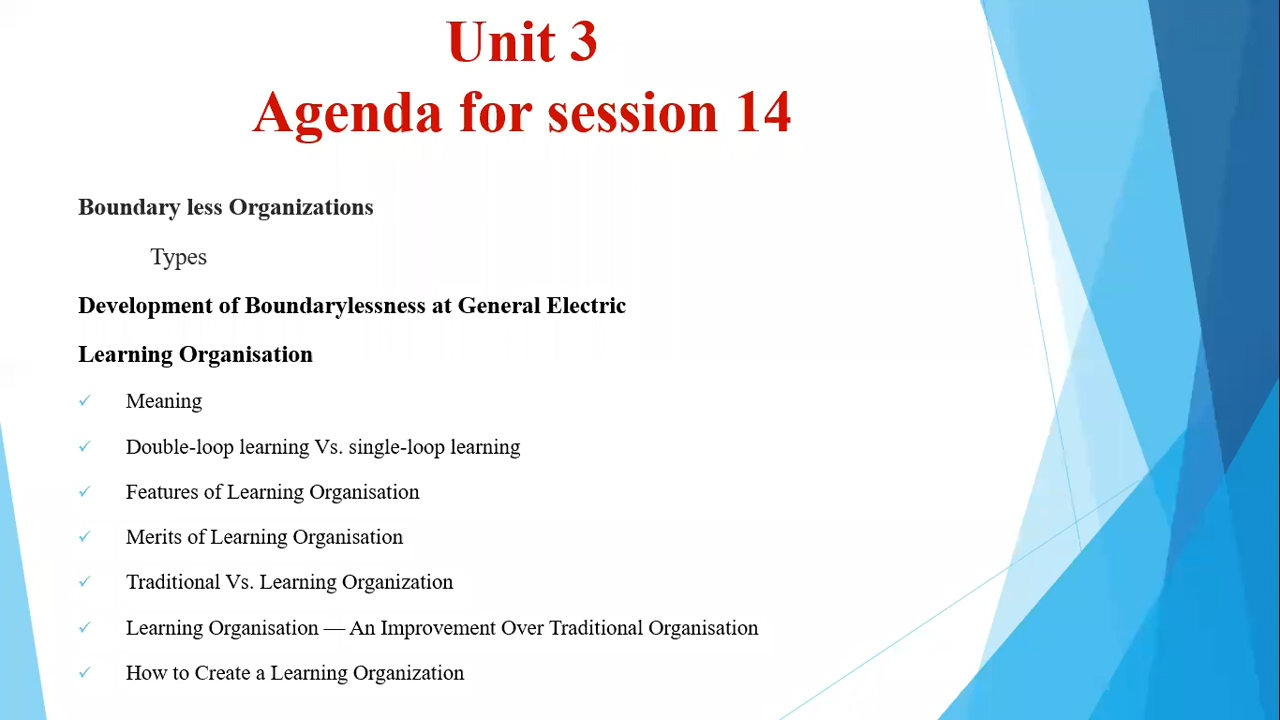 Unit 3
Agenda for session 14
Boundary less Organizations
Types
Development of Boundarylessness at General Electric
Learning Organisation
✓ Meaning
✓ Double-loop learning Vs. single-loop learning
✓ Features of Learning Organisation
✓ Merits of Learning Organisation
✓ Traditional Vs. Learning Organization
✓ Learning Organisation — An Improvement Over Traditional Organisation
✓ How to Create a Learning Organization